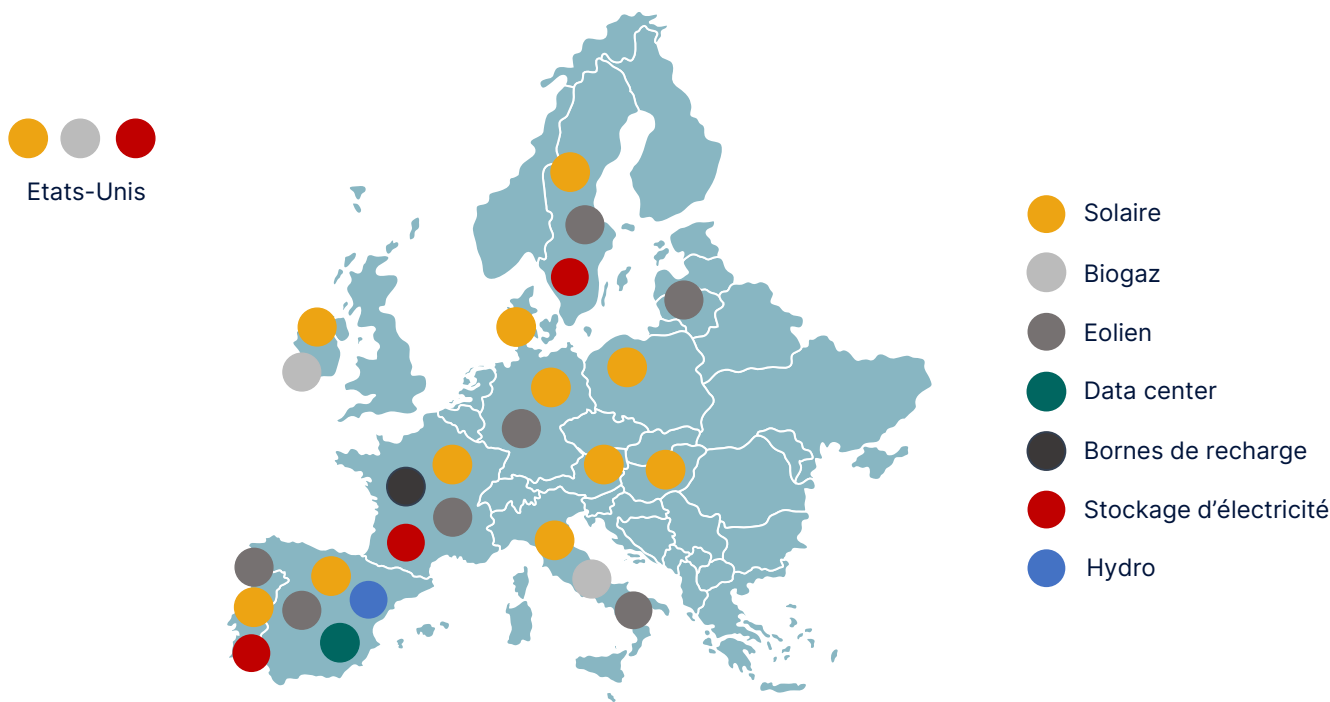 Etats-Unis
Solaire
Biogaz
Eolien
Data center
Bornes de recharge
Stockage d’électricité
Hydro